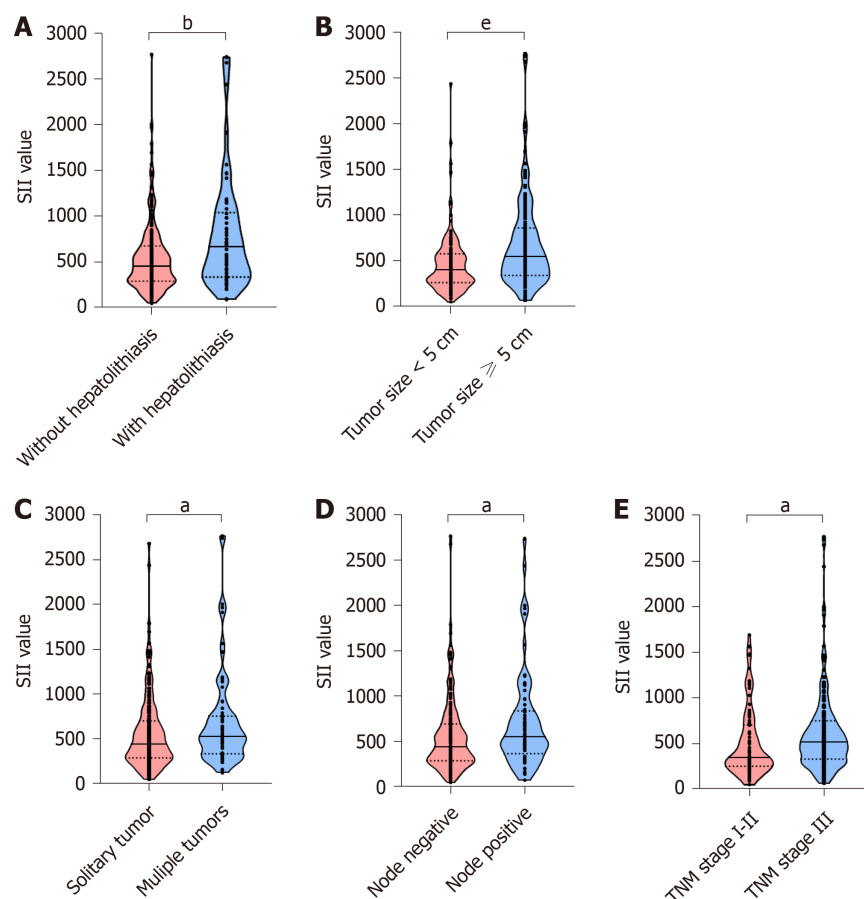 A
b
3000
2500
2000
1500
1000
500
0
SII value
Without hepatolithiasis
With hepatolithiasis
B
e
3000
2500
2000
1500
1000
500
0
SII value
Tumor size < 5 cm
Tumor size ⩾ 5 cm
C
a
3000
2500
2000
1500
1000
500
0
SII value
Solitary tumor
Muliple tumors
D
a
3000
2500
2000
1500
1000
500
0
SII value
Node negative
Node positive
E
a
3000
2500
2000
1500
1000
500
0
SII value
TNM stage I-II
TNM stage III